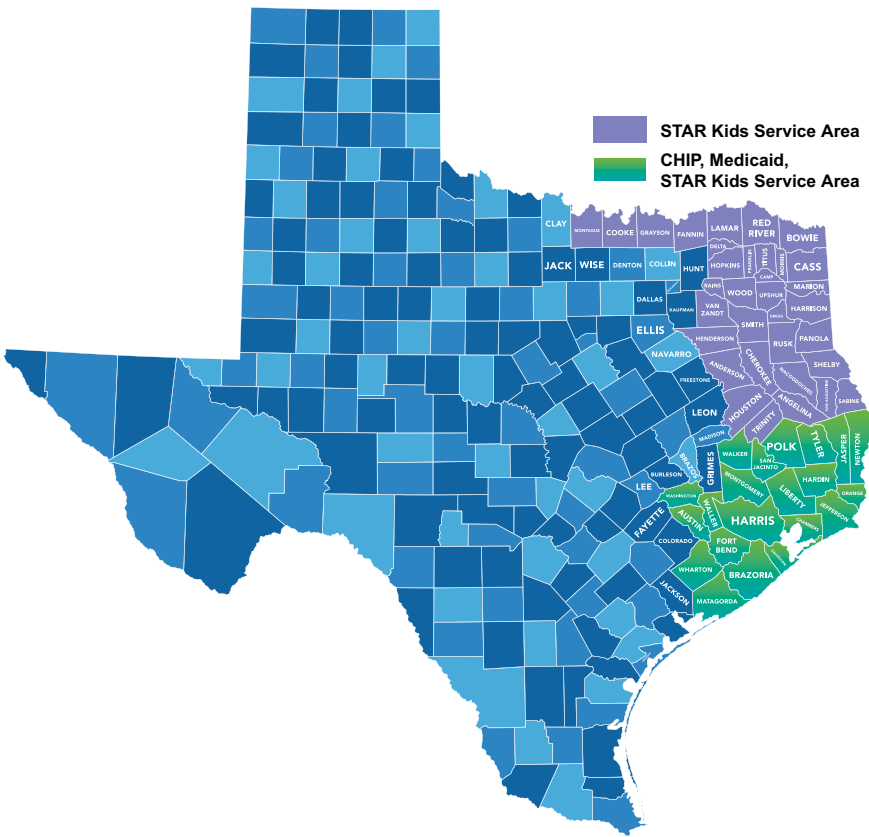 STAR Kids Service Area
CHIP, Medicaid,
STAR Kids Service Area
CLAY
MONTAGUE
COOKE
GRAYSON
FANNIN
LAMAR
RED
RIVER
BOWIE
DELTA
JACK
WISE
DENTON
COLLIN
HUNT
HOPKINS
FRANKLIN
TITUS
MORRIS
CASS
CAMP
RAINS
WOOD
UPSHUR
MARION
DALLAS
KAUFMAN
VAN
ZANDT
HARRISON
GREGG
SMITH
ELLIS
HENDERSON
RUSK
PANOLA
NAVARRO
ANDERSON
CHEROKEE
NACOGDOCHES
SHELBY
FREESTONE
SAN AUGUSTINE
SABINE
LEON
HOUSTON
TRINITY
ANGELINA
MADISON
WALKER
POLK
TYLER
JASPER
NEWTON
BRAZOS
GRIMES
SAN
JACINTO
BURLESON
LEE
MONTGOMERY
LIBERTY
HARDIN
ORANGE
WASHINGTON
WALLER
AUSTIN
HARRIS
CHAMBERS
JEFFERSON
FAYETTE
COLORADO
FORT
BEND
WHARTON
BRAZORIA
JACKSON
MATAGORDA